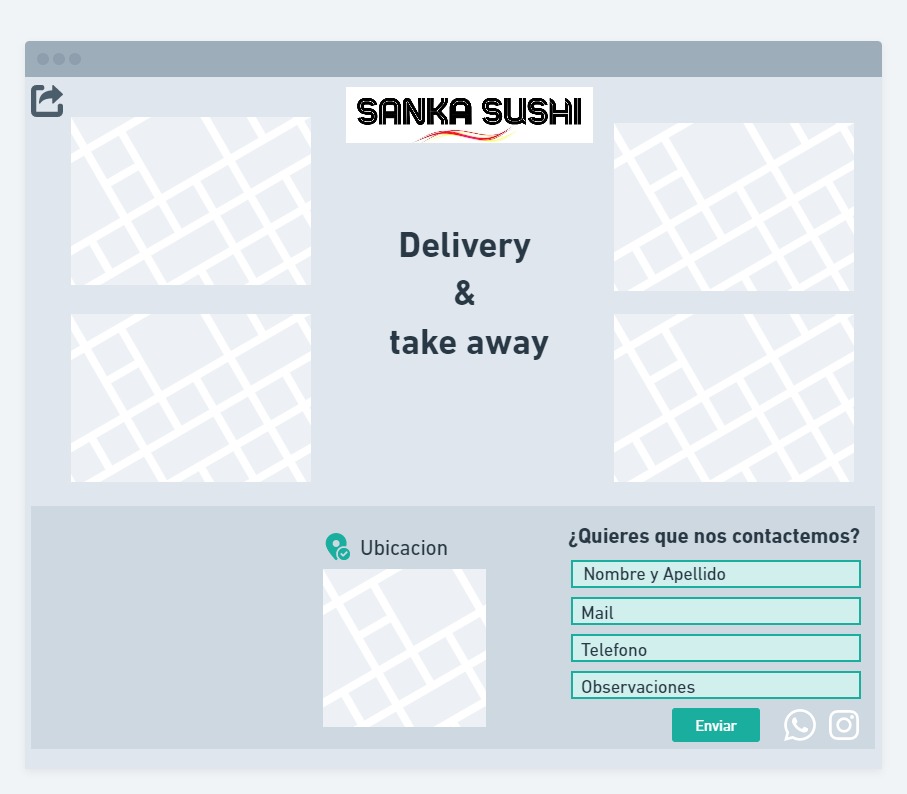 SANKA SUSHI
Delivery
&
take away
Ubicacion
¿Quieres que nos contactemos?
Nombre y Apellido
Mail
Telefono
Observaciones
Enviar